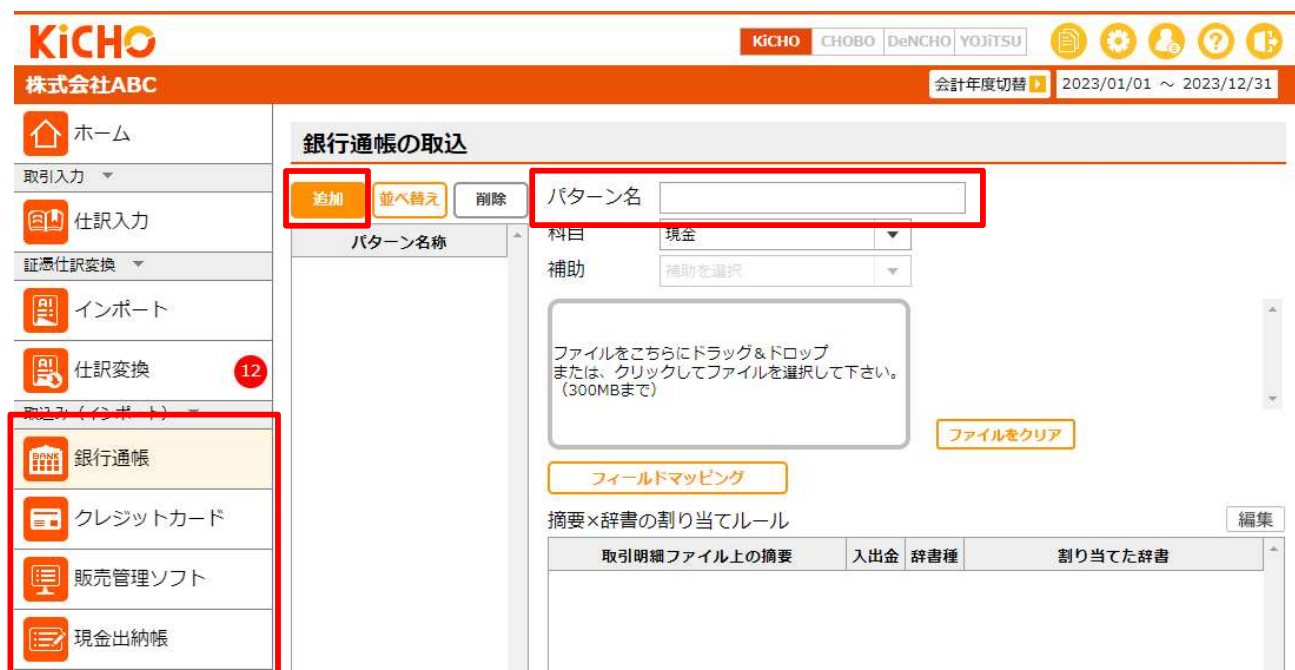 KiCHO
KiCHO CHOBO DeNCHO YOJiTSU
株式会社ABC
会計年度切替 2023/01/01 ～ 2023/12/31
ホーム
取引入力
仕訳入力
証憑仕訳変換
AI インポート
AI 仕訳変換 12
取込み（インポート）
BANK 銀行通帳
クレジットカード
販売管理ソフト
現金出納帳
銀行通帳の取込
追加 並べ替え 削除
パターン名称
パターン名
科目 現金
補助 補助を選択
ファイルをこちらにドラッグ＆ドロップ
または、クリックしてファイルを選択して下さい。
（300MBまで）
ファイルをクリア
フィールドマッピング
摘要×辞書の割り当てルール 編集
取引明細ファイル上の摘要 入出金 辞書種 割り当てた辞書